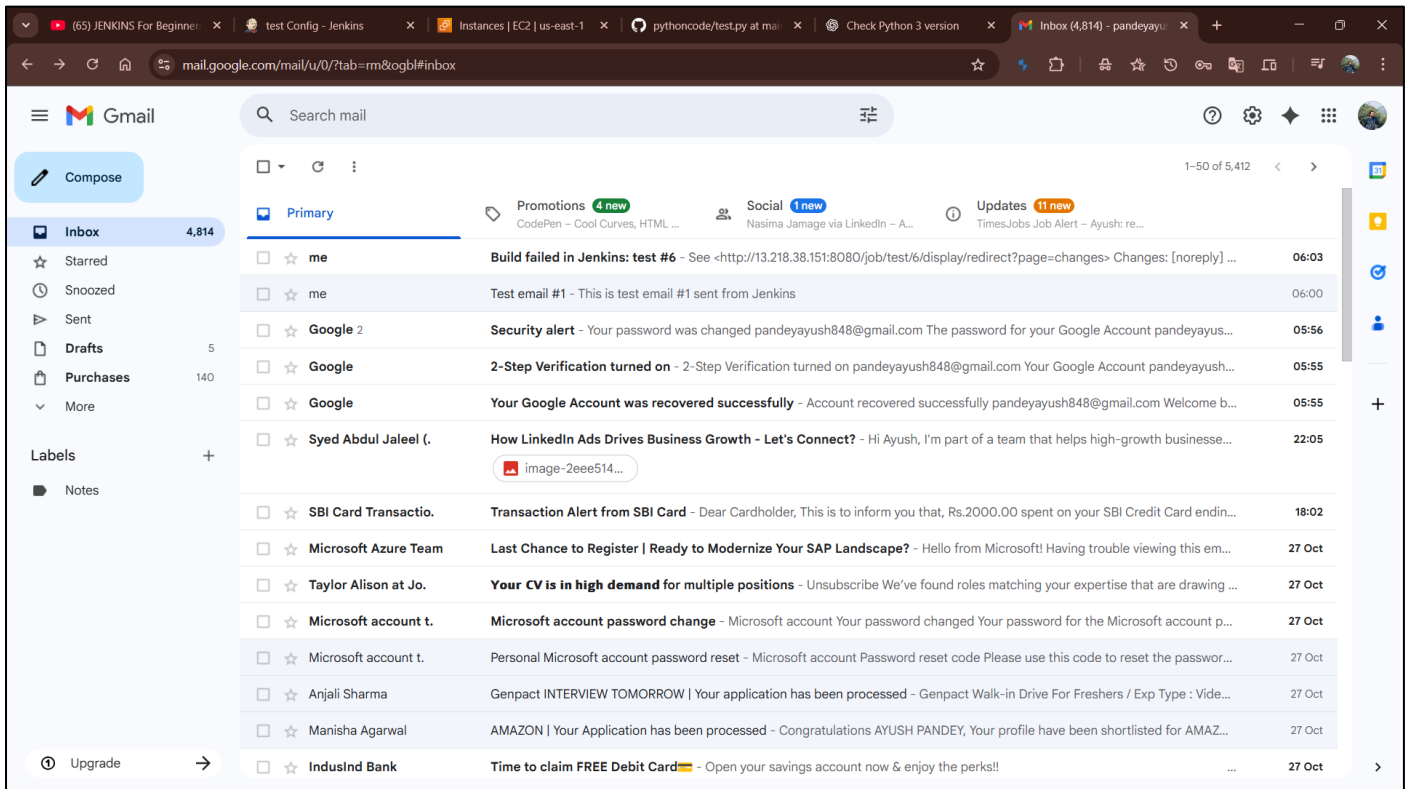 (65) JENKINS For Beginner
test Config - Jenkins
Instances | EC2 | us-east-1
pythoncode/test.py at mai
Check Python 3 version
Inbox (4,814) - pandeyayu
mail.google.com/mail/u/0/?tab=rm&ogbl#inbox
Gmail
Search mail
Compose
1–50 of 5,412
31
Primary
Promotions 4 new
CodePen – Cool Curves, HTML ...
Social 1 new
Nasima Jamage via LinkedIn – A...
Updates 11 new
TimesJobs Job Alert – Ayush: re...
Inbox 4,814
Starred
Snoozed
Sent
Drafts 5
Purchases 140
More
Labels
Notes
Upgrade
me Build failed in Jenkins: test #6 - See <http://13.218.38.151:8080/job/test/6/display/redirect?page=changes> Changes: [noreply] ... 06:03
me Test email #1 - This is test email #1 sent from Jenkins 06:00
Google 2 Security alert - Your password was changed pandeyayush848@gmail.com The password for your Google Account pandeyayus... 05:56
Google 2-Step Verification turned on - 2-Step Verification turned on pandeyayush848@gmail.com Your Google Account pandeyayush... 05:55
Google Your Google Account was recovered successfully - Account recovered successfully pandeyayush848@gmail.com Welcome b... 05:55
Syed Abdul Jaleel (. How LinkedIn Ads Drives Business Growth - Let's Connect? - Hi Ayush, I'm part of a team that helps high-growth businesse... 22:05
image-2eee514...
SBI Card Transactio. Transaction Alert from SBI Card - Dear Cardholder, This is to inform you that, Rs.2000.00 spent on your SBI Credit Card endin... 18:02
Microsoft Azure Team Last Chance to Register | Ready to Modernize Your SAP Landscape? - Hello from Microsoft! Having trouble viewing this em... 27 Oct
Taylor Alison at Jo. Your CV is in high demand for multiple positions - Unsubscribe We've found roles matching your expertise that are drawing ... 27 Oct
Microsoft account t. Microsoft account password change - Microsoft account Your password changed Your password for the Microsoft account p... 27 Oct
Microsoft account t. Personal Microsoft account password reset - Microsoft account Password reset code Please use this code to reset the passwor... 27 Oct
Anjali Sharma Genpact INTERVIEW TOMORROW | Your application has been processed - Genpact Walk-in Drive For Freshers / Exp Type : Vide... 27 Oct
Manisha Agarwal AMAZON | Your Application has been processed - Congratulations AYUSH PANDEY, Your profile have been shortlisted for AMAZ... 27 Oct
IndusInd Bank Time to claim FREE Debit Card💳 - Open your savings account now & enjoy the perks!! ... 27 Oct